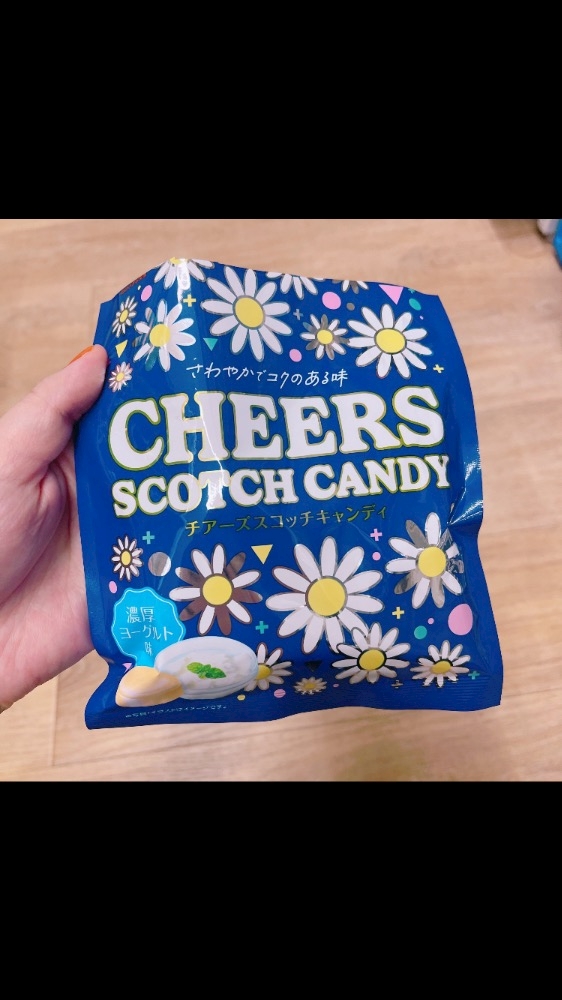 さわやかでコクのある味
CHEERS
SCOTCH CANDY
チアーズスコッチキャンディ
濃厚
ヨーグルト
味